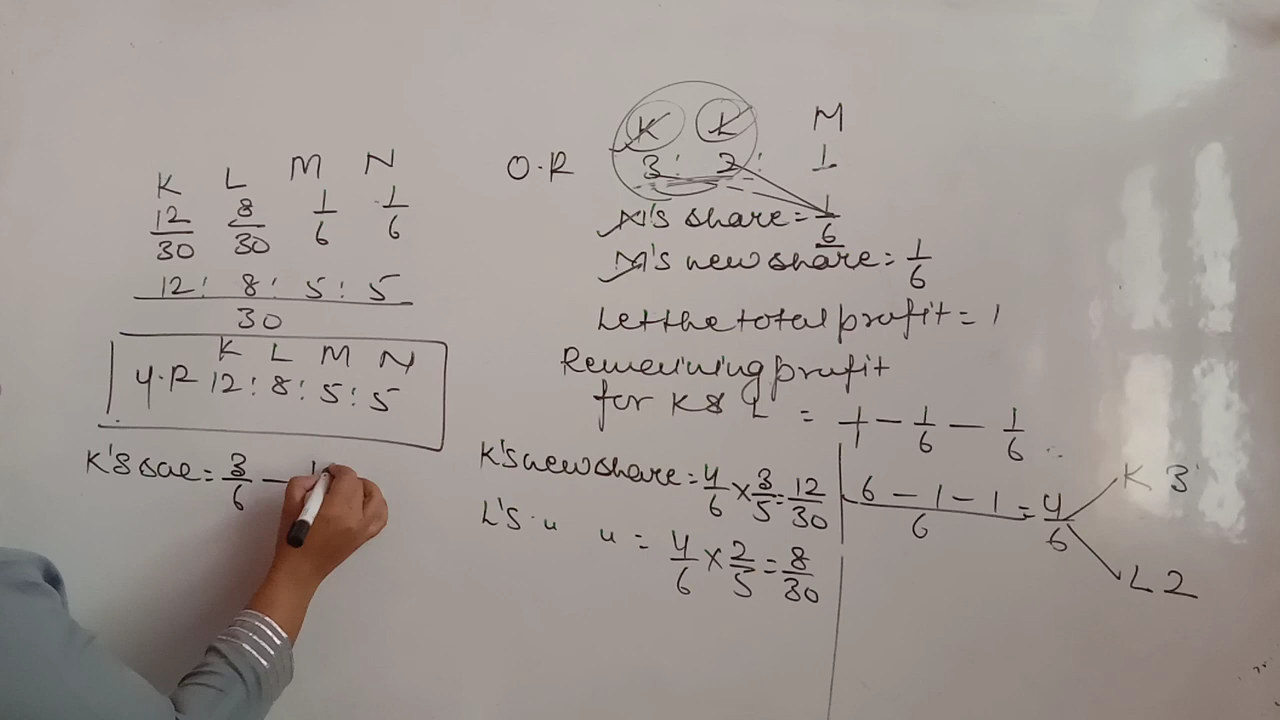 K L M N
12/30 8/30 1/6 1/6
12: 8: 5: 5
30
K L M N
4.R 12: 8: 5: 5
K's sac = 3/6 - 1
O.R K L M
3: 2: 1
N's share = 1/6
M's new share = 1/6
Let the total profit = 1
Remaining profit
for K & L = 1/1 - 1/6 - 1/6
6 - 1 - 1/6 = 4/6
K 3
L 2
K's new share = 4/6 × 3/5 = 12/30
L's u u = 4/6 × 2/5 = 8/30